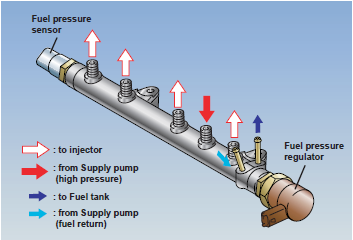 Fuel pressure
sensor
Fuel pressure
regulator
: to injector
: from Supply pump
(high pressure)
: to Fuel tank
: from Supply pump
(fuel return)